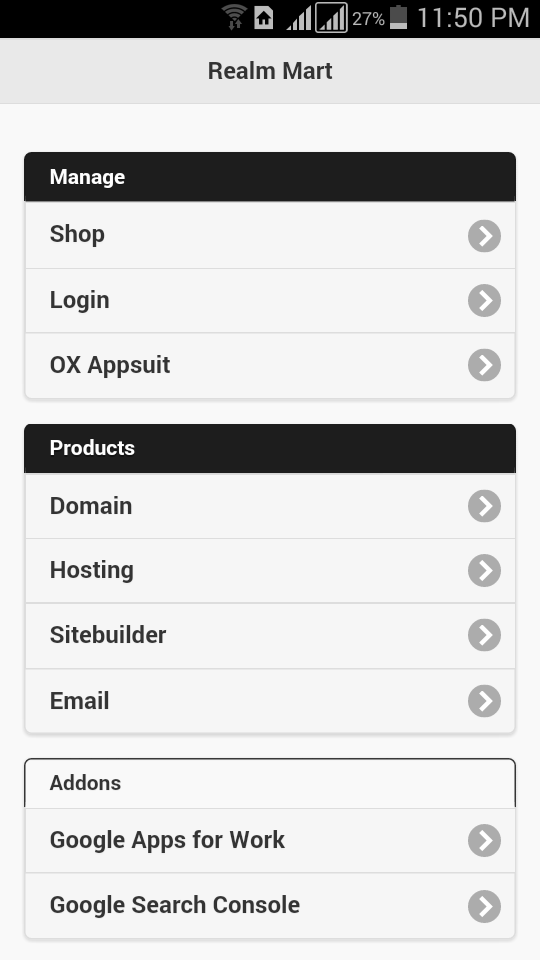 27% 11:50 PM
Realm Mart
Manage
Shop
Login
OX Appsuit
Products
Domain
Hosting
Sitebuilder
Email
Addons
Google Apps for Work
Google Search Console